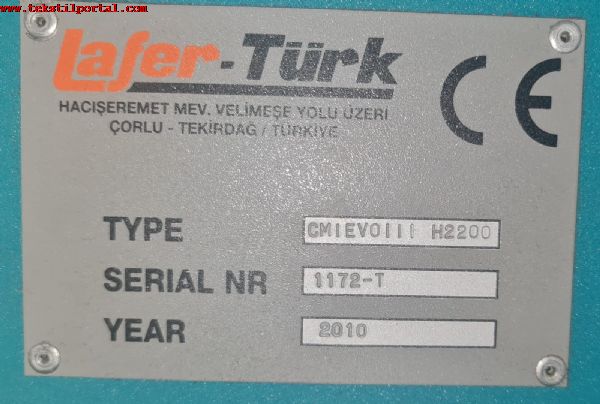 www.tekstilportal.com
Lafer-Türk
HACIŞEREMET MEV. VELİMEŞE YOLU ÜZERİ
ÇORLU - TEKİRDAĞ / TÜRKİYE
CE
TYPE CMIEVOIII H2200
SERIAL NR 1172-T
YEAR 2010